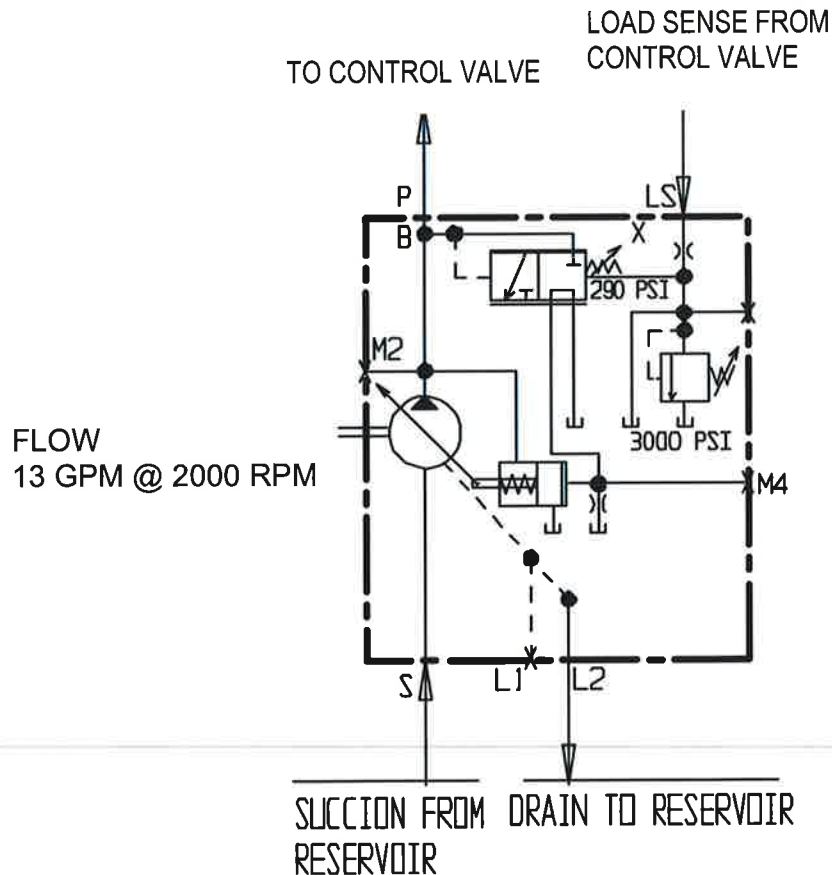 LOAD SENSE FROM
CONTROL VALVE
TO CONTROL VALVE
P
LS
B
X
290 PSI
M2
3000 PSI
FLOW
13 GPM @ 2000 RPM
M4
S
L1
L2
SUCCION FROM
RESERVOIR
DRAIN TO RESERVOIR